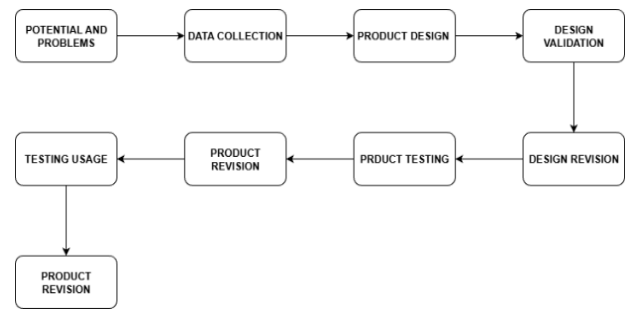 POTENTIAL AND
PROBLEMS
DATA COLLECTION
PRODUCT DESIGN
DESIGN
VALIDATION
DESIGN REVISION
PRDUCT TESTING
PRODUCT
REVISION
TESTING USAGE
PRODUCT
REVISION